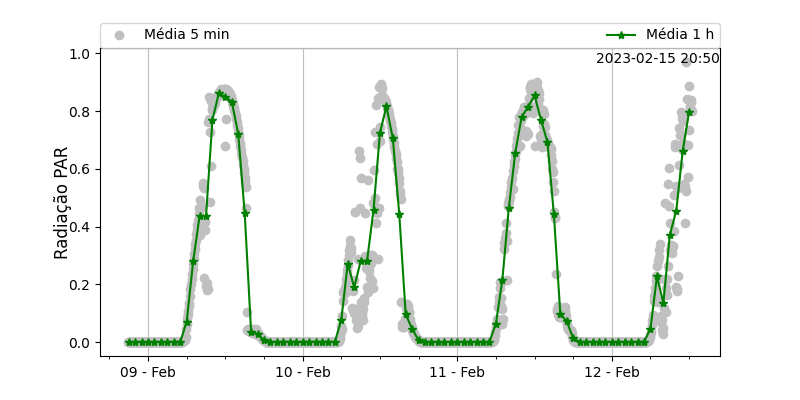 Média 5 min
Média 1 h
2023-02-15 20:50
Radiação PAR
1.0
0.8
0.6
0.4
0.2
0.0
09 - Feb
10 - Feb
11 - Feb
12 - Feb